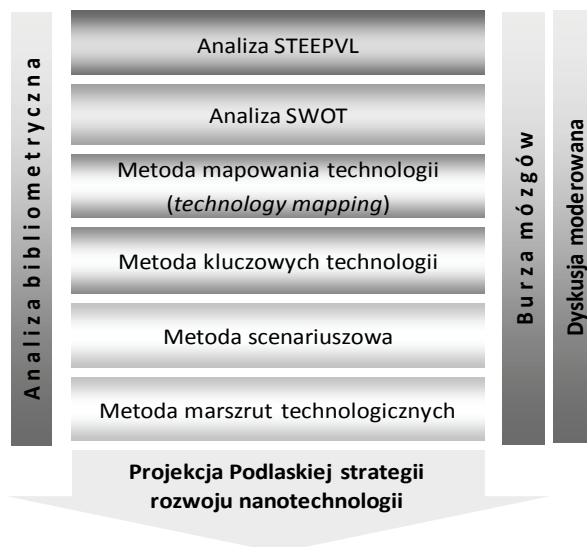 Analiza bibliometryczna
Analiza STEEPVL
Analiza SWOT
Metoda mapowania technologii
(technology mapping)
Metoda kluczowych technologii
Metoda scenariuszowa
Metoda marszrut technologicznych
Burza mózgów
Dyskusja moderowana
Projekcja Podlaskiej strategii
rozwoju nanotechnologii